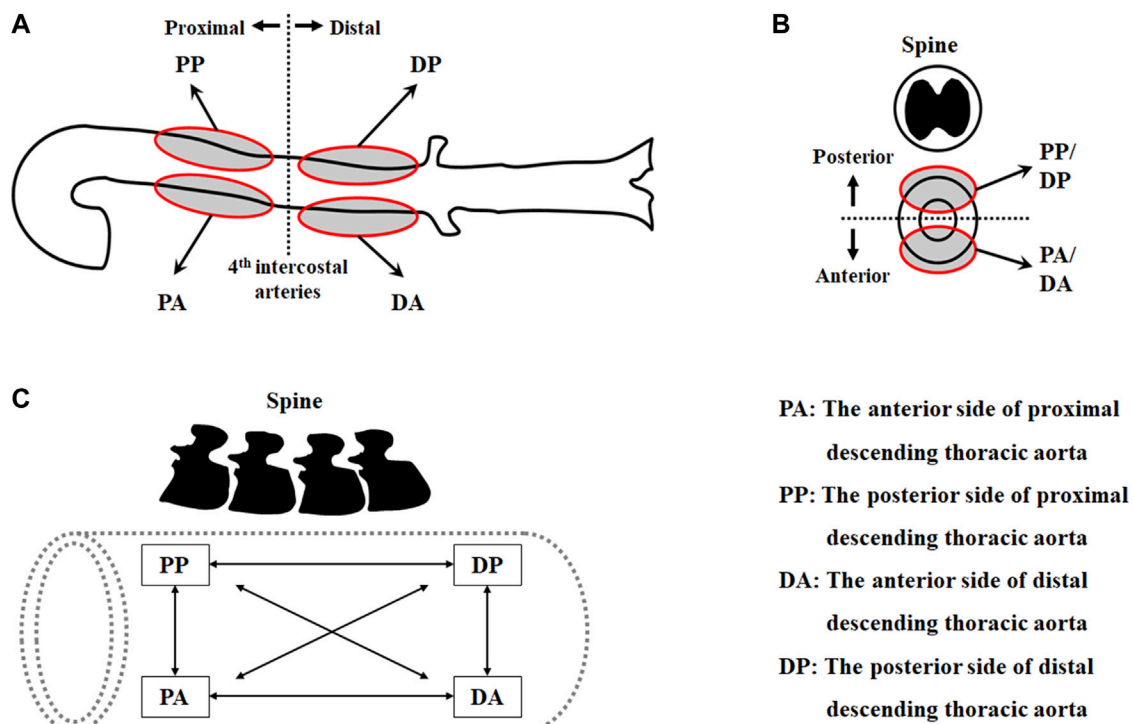 A
Proximal
Distal
PP
DP
4th intercostal
arteries
PA
DA
B
Spine
Posterior
Anterior
PP/
DP
PA/
DA
C
Spine
PP
DP
PA
DA
PA: The anterior side of proximal
descending thoracic aorta
PP: The posterior side of proximal
descending thoracic aorta
DA: The anterior side of distal
descending thoracic aorta
DP: The posterior side of distal
descending thoracic aorta